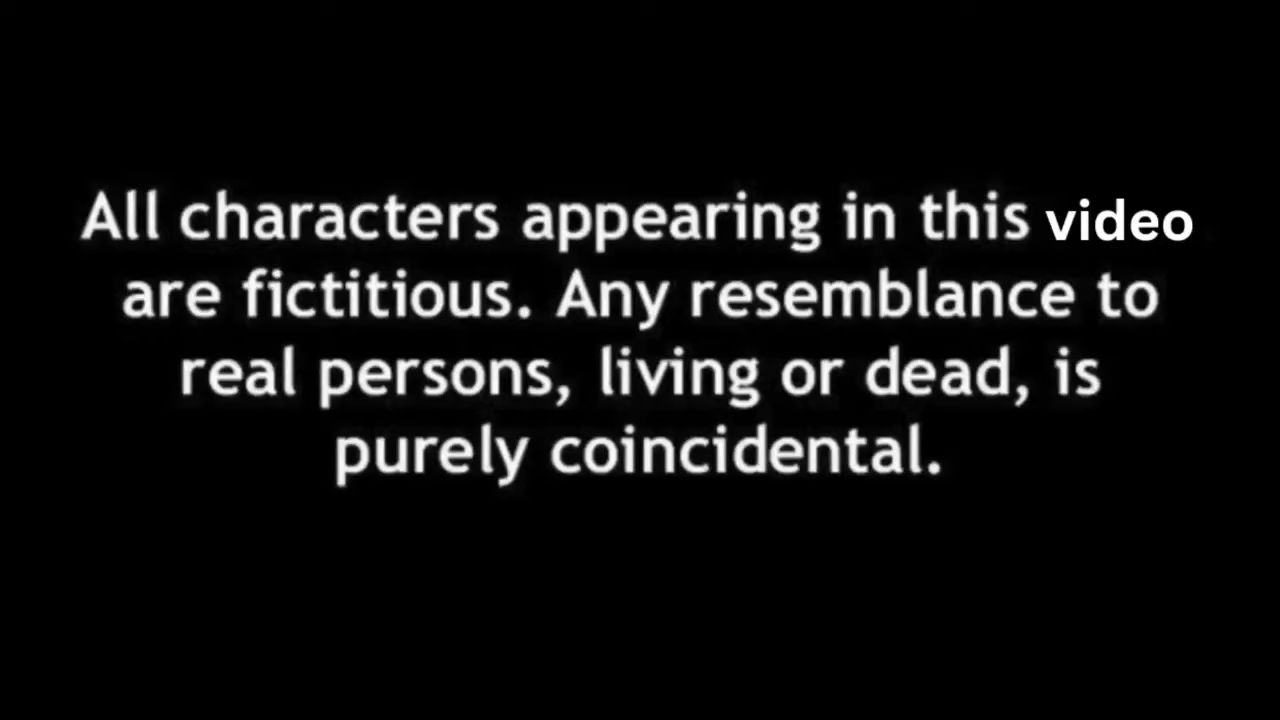 All characters appearing in this video
are fictitious. Any resemblance to
real persons, living or dead, is
purely coincidental.